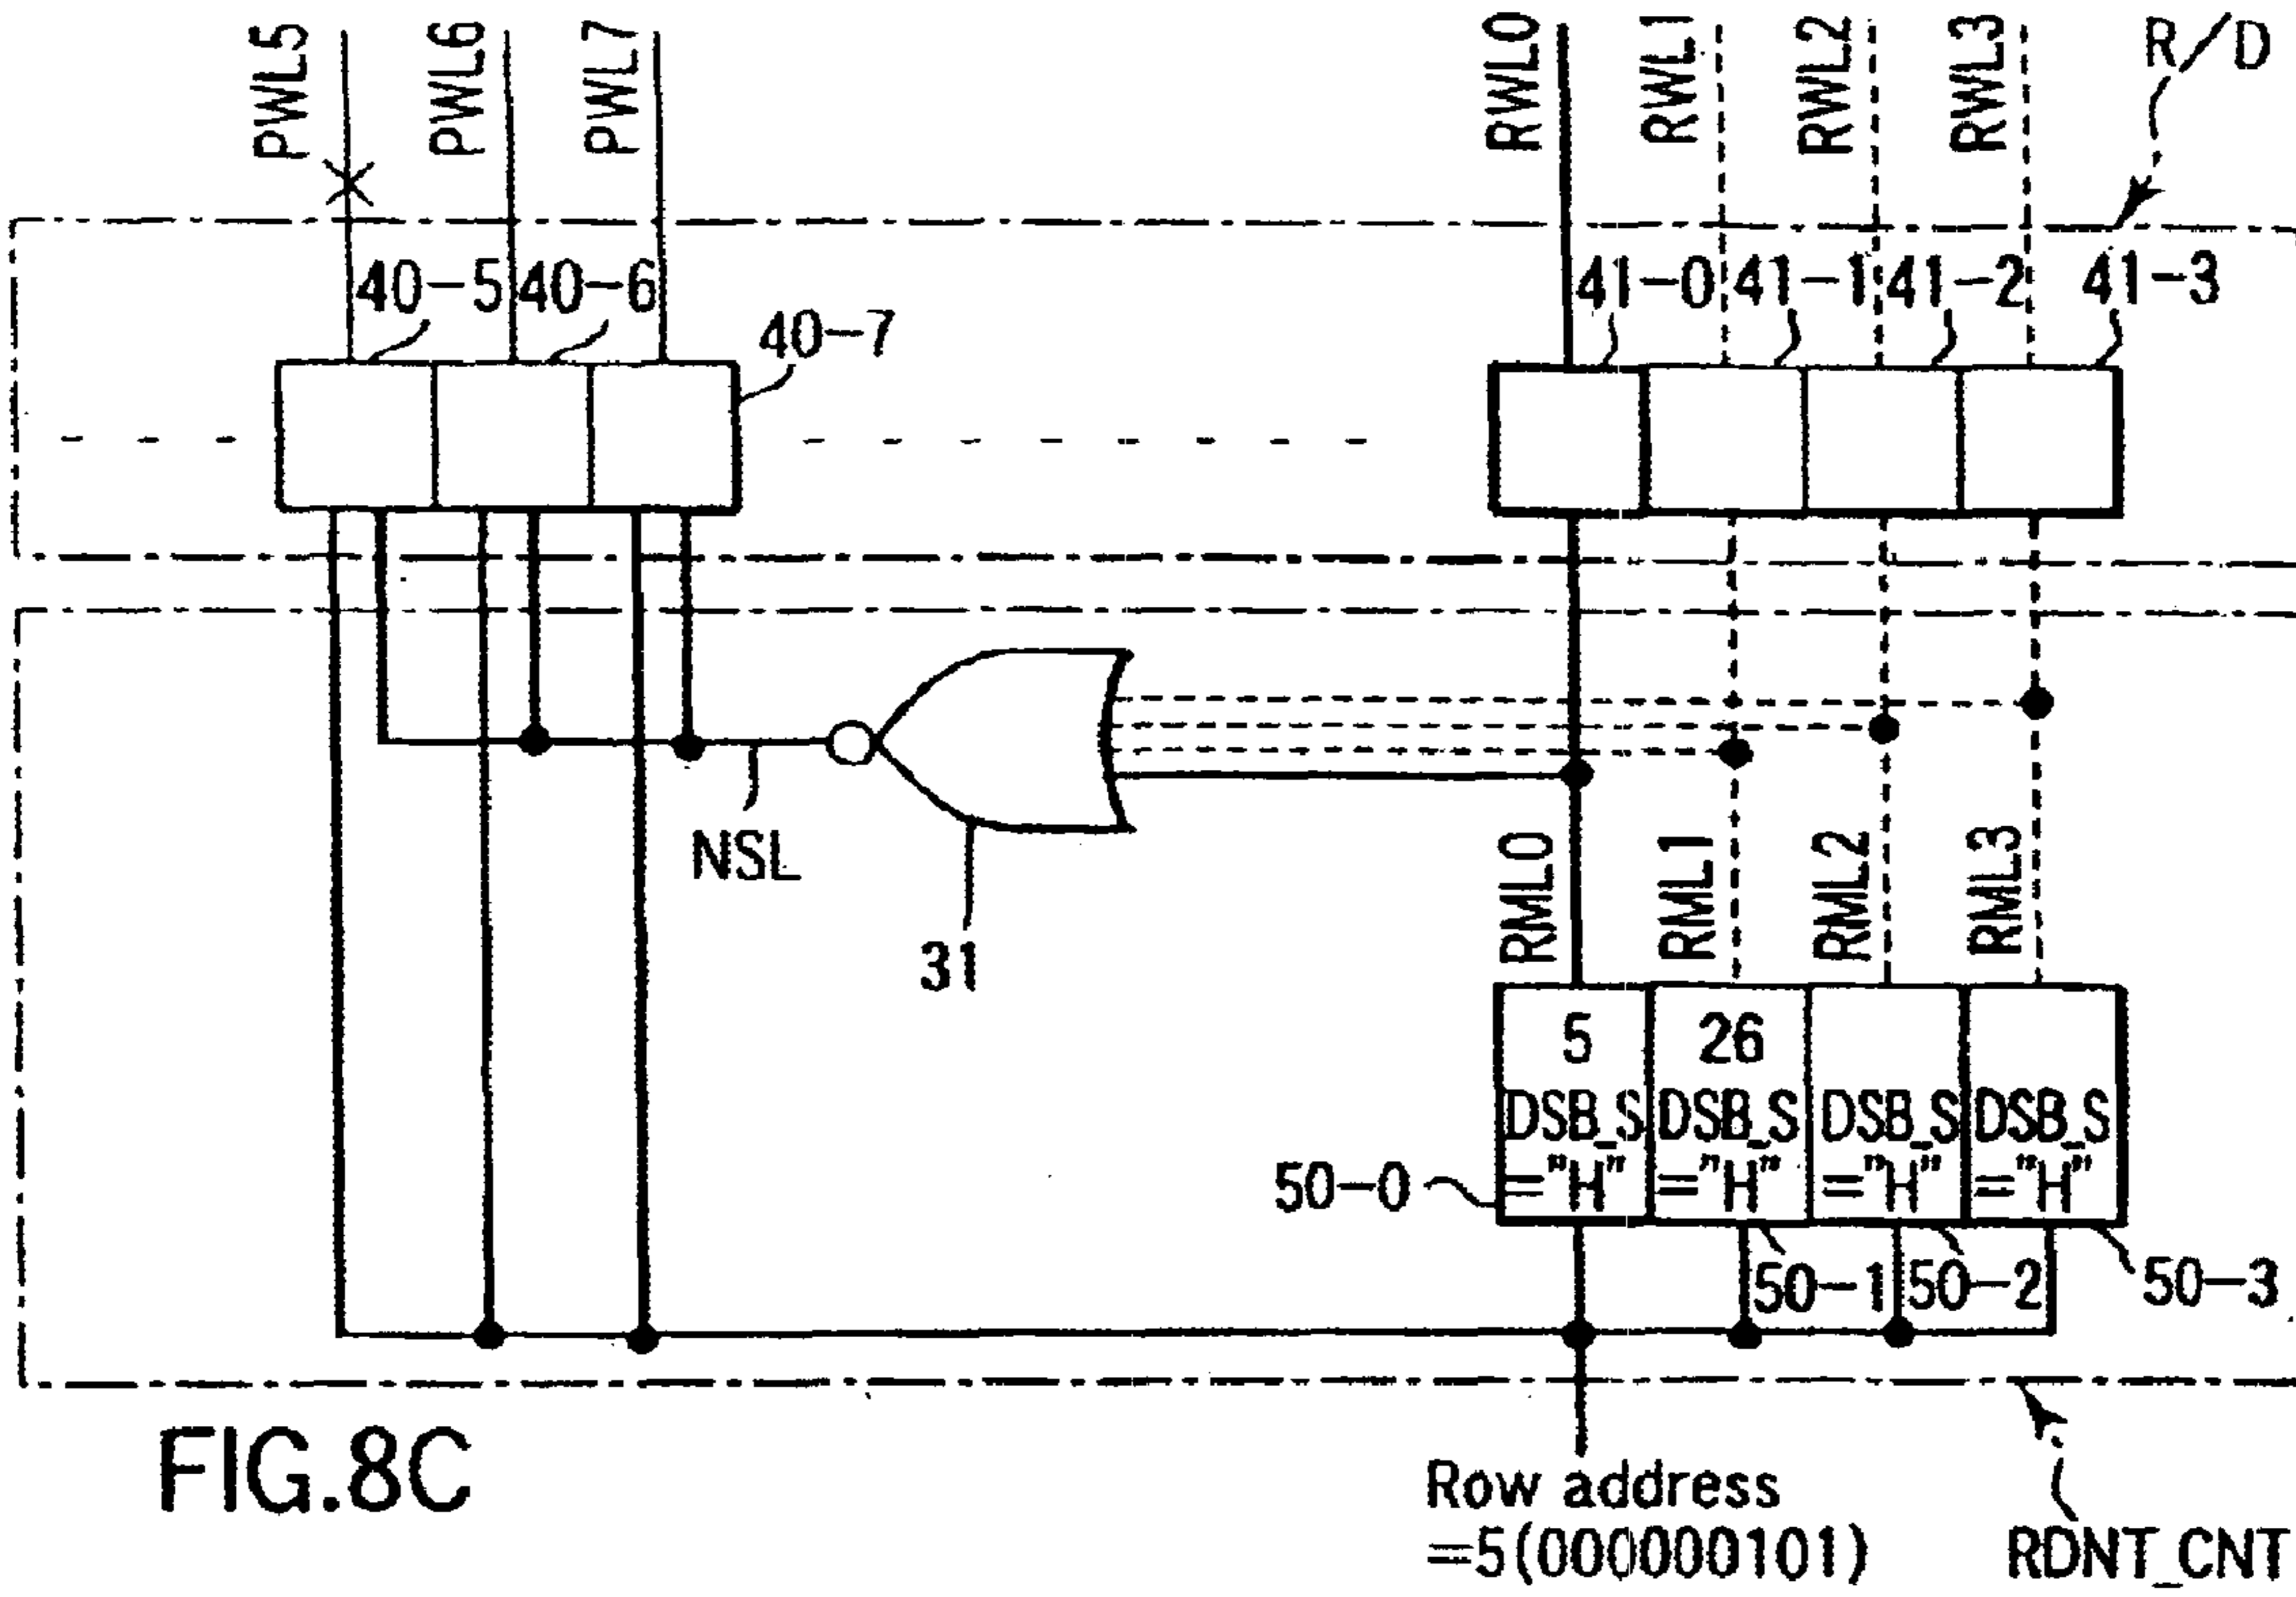 PWL5
PWL6
PWL7
RWL0
RWL1
RWL2
RWL3
R/D
40-5
40-6
40-7
41-0
41-1
41-2
41-3
NSL
31
RML0
RML1
RML2
RML3
5
DSB_S
="H"
26
DSB_S
="H"
DSB_S
="H"
DSB_S
="H"
50-0
50-1
50-2
50-3
FIG.8C
Row address
=5(000000101)
RDNT_CNT